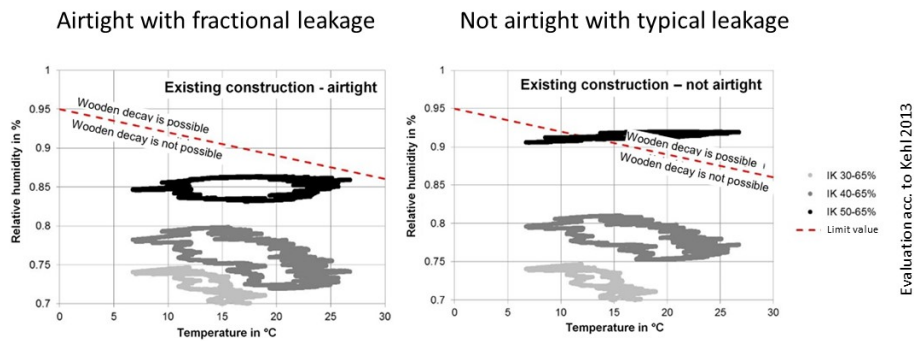 Airtight with fractional leakage
Not airtight with typical leakage
Existing construction - airtight
Relative humidity in %
1
0.95
0.9
0.85
0.8
0.75
0.7
Wooden decay is possible
Wooden decay is not possible
0 5 10 15 20 25 30
Temperature in °C
Existing construction – not airtight
Relative humidity in %
1
0.95
0.9
0.85
0.8
0.75
0.7
Wooden decay is possible
Wooden decay is not possible
0 5 10 15 20 25 30
Temperature in °C
IK 30-65%
IK 40-65%
IK 50-65%
Limit value
Evaluation acc. to Kehl 2013